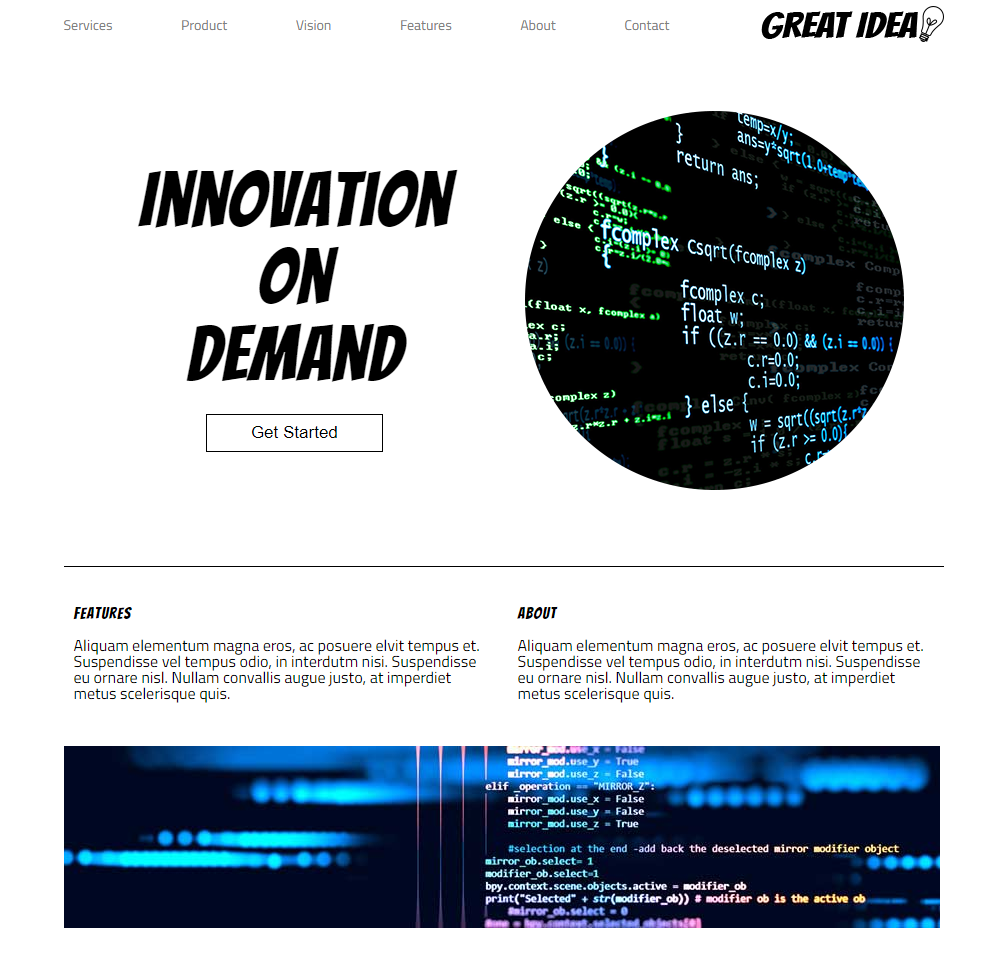 Services Product Vision Features About Contact GREAT IDEA
INNOVATION
ON
DEMAND
Get Started
temp=x/y;
ans=y*sqrt(1.0+temp*
}
return ans;
}
fcomplex Csqrt(fcomplex z)
{
fcomplex c;
float w;
if ((z.r == 0.0) && (z.i == 0.0)) {
c.r=0.0;
c.i=0.0;
} else {
w = sqrt((sqrt(z.r*z
if (z.r >= 0.0){
else {
(float x, fcomplex a)
c;
omplex z)
FEATURES
Aliquam elementum magna eros, ac posuere elvit tempus et.
Suspendisse vel tempus odio, in interdutm nisi. Suspendisse
eu ornare nisl. Nullam convallis augue justo, at imperdiet
metus scelerisque quis.
ABOUT
Aliquam elementum magna eros, ac posuere elvit tempus et.
Suspendisse vel tempus odio, in interdutm nisi. Suspendisse
eu ornare nisl. Nullam convallis augue justo, at imperdiet
metus scelerisque quis.
mirror_mod.use_x = False
mirror_mod.use_y = True
mirror_mod.use_z = False
elif _operation == "MIRROR_Z":
mirror_mod.use_x = False
mirror_mod.use_y = False
mirror_mod.use_z = True
#selection at the end -add back the deselected mirror modifier object
mirror_ob.select= 1
modifier_ob.select=1
bpy.context.scene.objects.active = modifier_ob
print("Selected" + str(modifier_ob)) # modifier ob is the active ob
#mirror_ob.select = 0
= bpy.context.selected_objects[0]